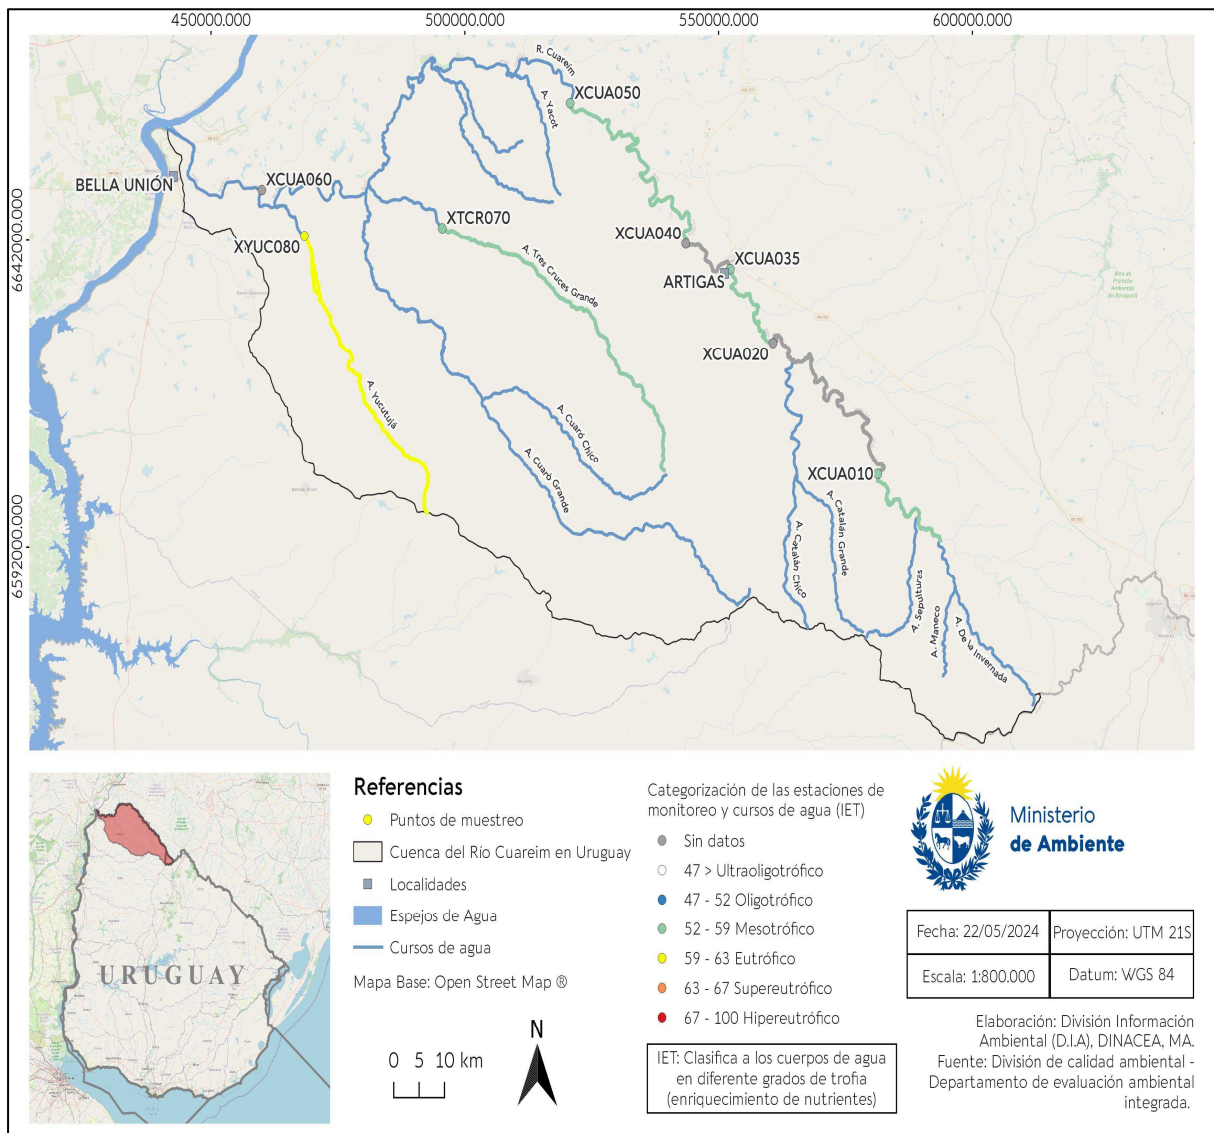 450000.000
500000.000
550000.000
600000.000
6642000.000
6592000.000
R. Cuareim
XCUA050
A. Yacot
BELLA UNIÓN
XCUA060
XTCR070
XYUC080
XCUA040
XCUA035
A. Tres Cruces Grande
ARTIGAS
XCUA020
A. Yucutujá
A. Cuaró Chico
A. Cuaró Grande
XCUA010
A. Catalán Grande
A. Catalán Chico
A. Sepulturas
A. Maneco
A. De la Invernada
URUGUAY
Referencias
Puntos de muestreo
Cuenca del Río Cuareim en Uruguay
Localidades
Espejos de Agua
Cursos de agua
Mapa Base: Open Street Map ®
0 5 10 km
N
Categorización de las estaciones de
monitoreo y cursos de agua (IET)
Sin datos
47 > Ultraoligotrófico
47 - 52 Oligotrófico
52 - 59 Mesotrófico
59 - 63 Eutrófico
63 - 67 Supereutrófico
67 - 100 Hipereutrófico
IET: Clasifica a los cuerpos de agua
en diferente grados de trofia
(enriquecimiento de nutrientes)
Ministerio
de Ambiente
Fecha: 22/05/2024
Proyección: UTM 21S
Escala: 1:800.000
Datum: WGS 84
Elaboración: División Información
Ambiental (D.I.A), DINACEA, MA.
Fuente: División de calidad ambiental -
Departamento de evaluación ambiental
integrada.